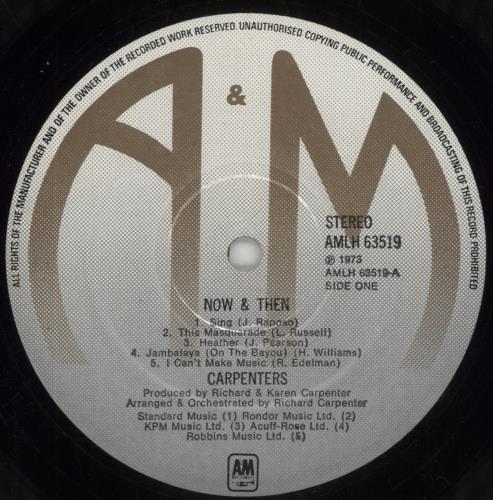 ALL RIGHTS OF THE MANUFACTURER AND OF THE OWNER OF THE RECORDED WORK RESERVED. UNAUTHORISED COPYING PUBLIC PERFORMANCE AND BROADCASTING OF THIS RECORD PROHIBITED
A & M
STEREO
AMLH 63519
℗ 1973
AMLH 63519-A
SIDE ONE
NOW & THEN
1. Sing (J. Raposo)
2. This Masquerade (L. Russell)
3. Heather (J. Pearson)
4. Jambalaya (On The Bayou) (H. Williams)
5. I Can't Make Music (R. Edelman)
CARPENTERS
Produced by Richard & Karen Carpenter
Arranged & Orchestrated by Richard Carpenter
Standard Music (1) Rondor Music Ltd. (2)
KPM Music Ltd. (3) Acuff-Rose Ltd. (4)
Robbins Music Ltd. (5)
AM
RECORDS